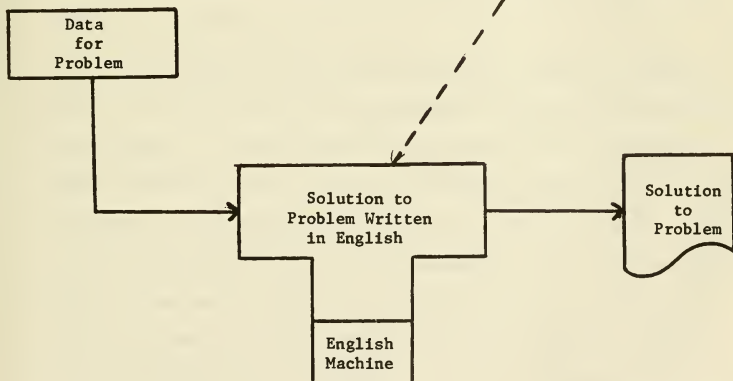 Data
for
Problem
Solution to
Problem Written
in English
Solution
to
Problem
English
Machine